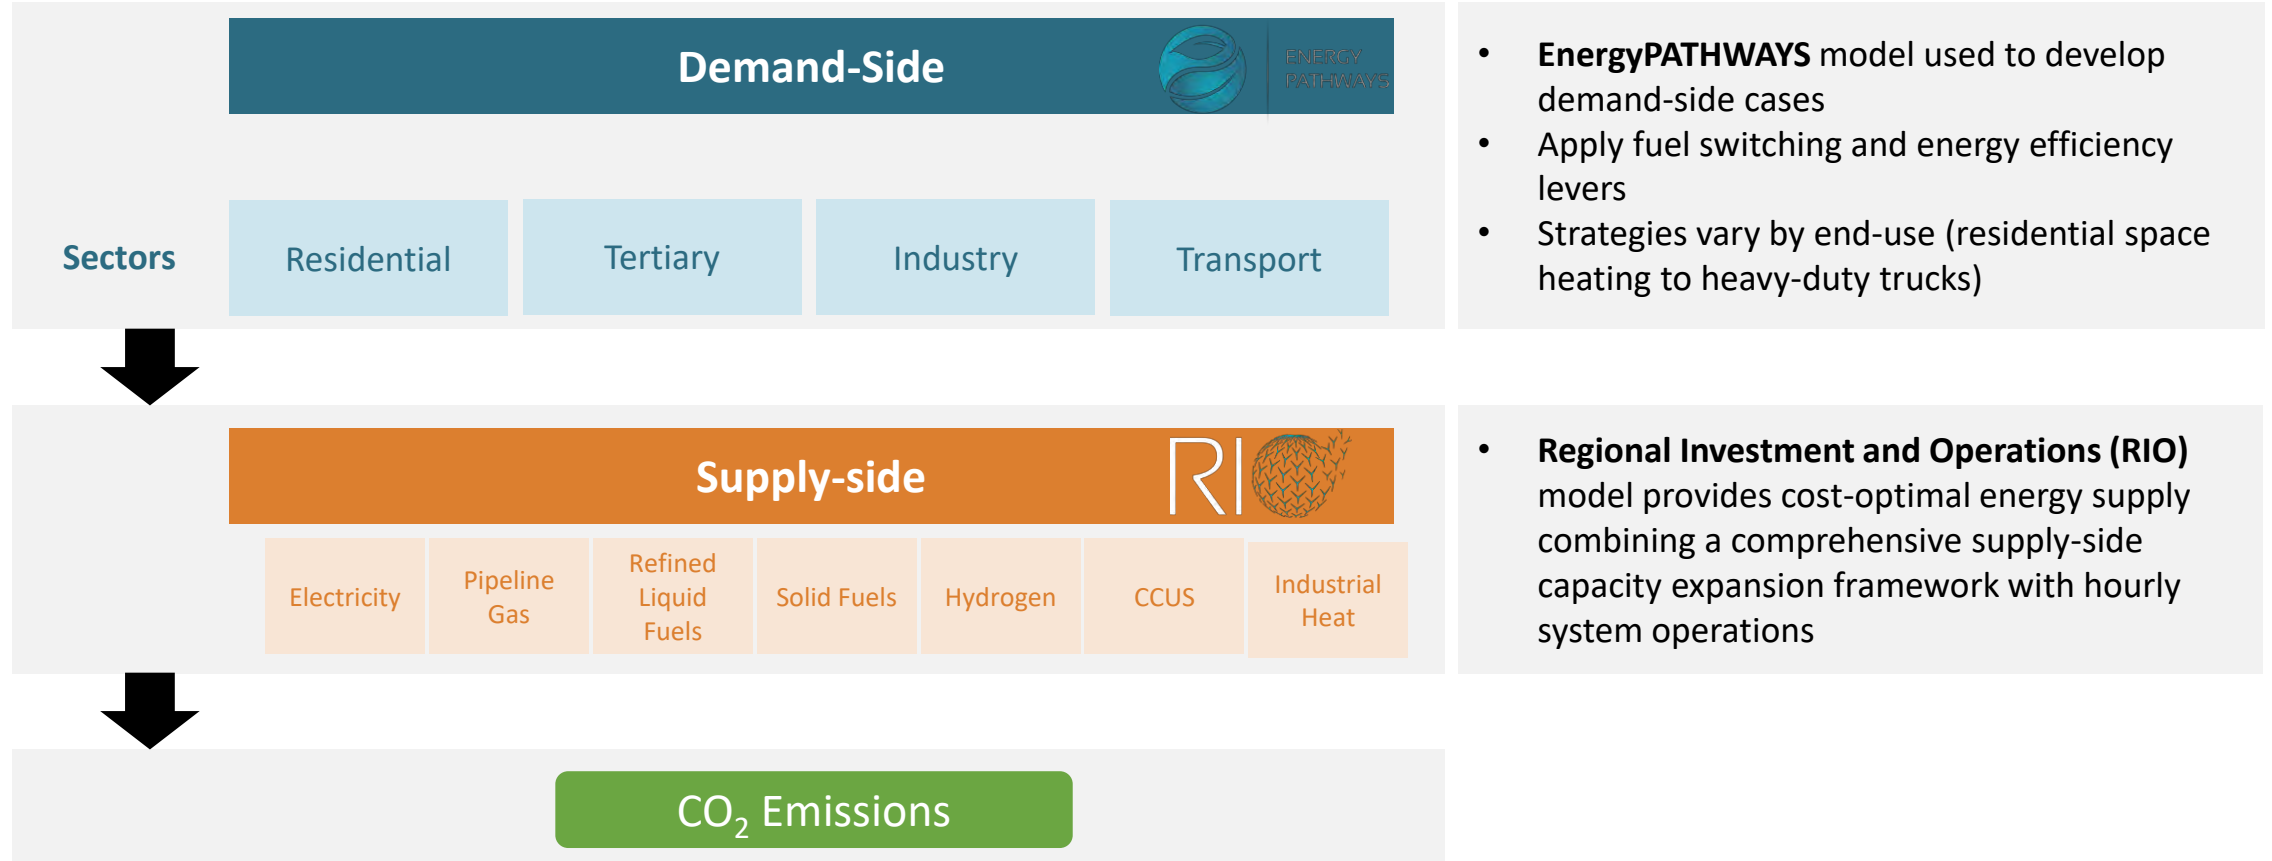 Demand-Side
ENERGY
PATHWAYS
Sectors
Residential
Tertiary
Industry
Transport
• EnergyPATHWAYS model used to develop
demand-side cases
• Apply fuel switching and energy efficiency
levers
• Strategies vary by end-use (residential space
heating to heavy-duty trucks)
Supply-side
RIO
Electricity
Pipeline
Gas
Refined
Liquid
Fuels
Solid Fuels
Hydrogen
CCUS
Industrial
Heat
• Regional Investment and Operations (RIO)
model provides cost-optimal energy supply
combining a comprehensive supply-side
capacity expansion framework with hourly
system operations
CO₂ Emissions